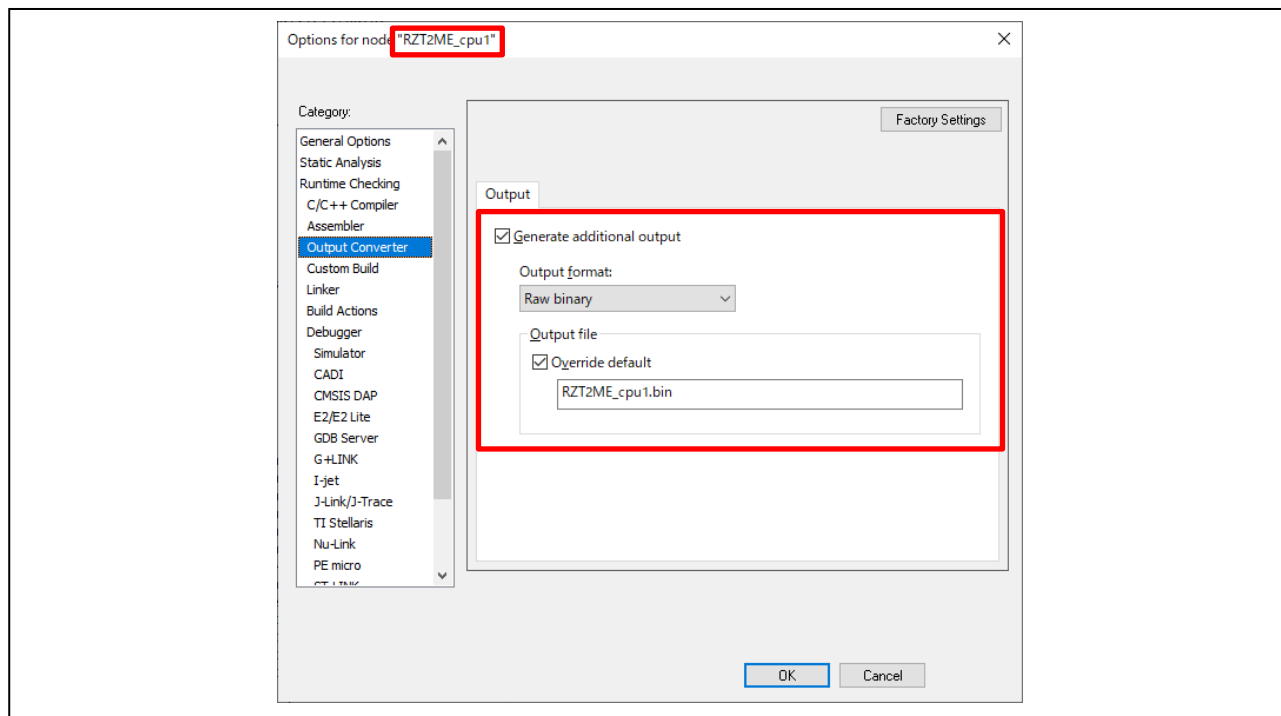 Options for node "RZT2ME_cpu1"
Category:
General Options
Static Analysis
Runtime Checking
C/C++ Compiler
Assembler
Output Converter
Custom Build
Linker
Build Actions
Debugger
Simulator
CADI
CMSIS DAP
E2/E2 Lite
GDB Server
G+LINK
I-jet
J-Link/J-Trace
TI Stellaris
Nu-Link
PE micro
ST-LINK
Factory Settings
Output
Generate additional output
Output format:
Raw binary
Output file
Override default
RZT2ME_cpu1.bin
OK
Cancel